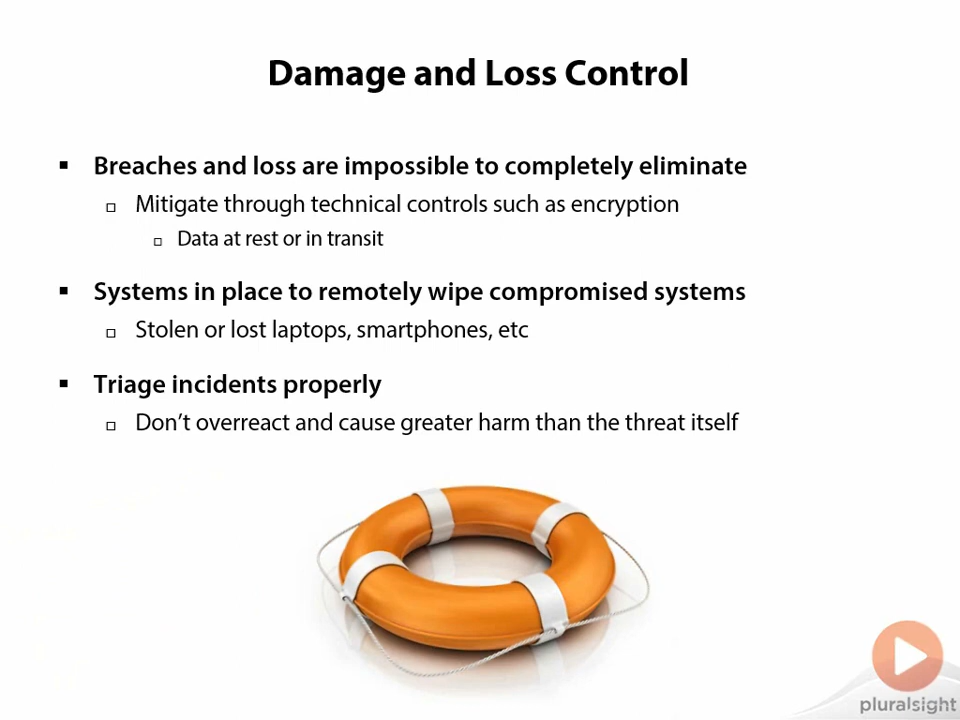 Damage and Loss Control
Breaches and loss are impossible to completely eliminate
Mitigate through technical controls such as encryption
Data at rest or in transit
Systems in place to remotely wipe compromised systems
Stolen or lost laptops, smartphones, etc
Triage incidents properly
Don’t overreact and cause greater harm than the threat itself
pluralsight